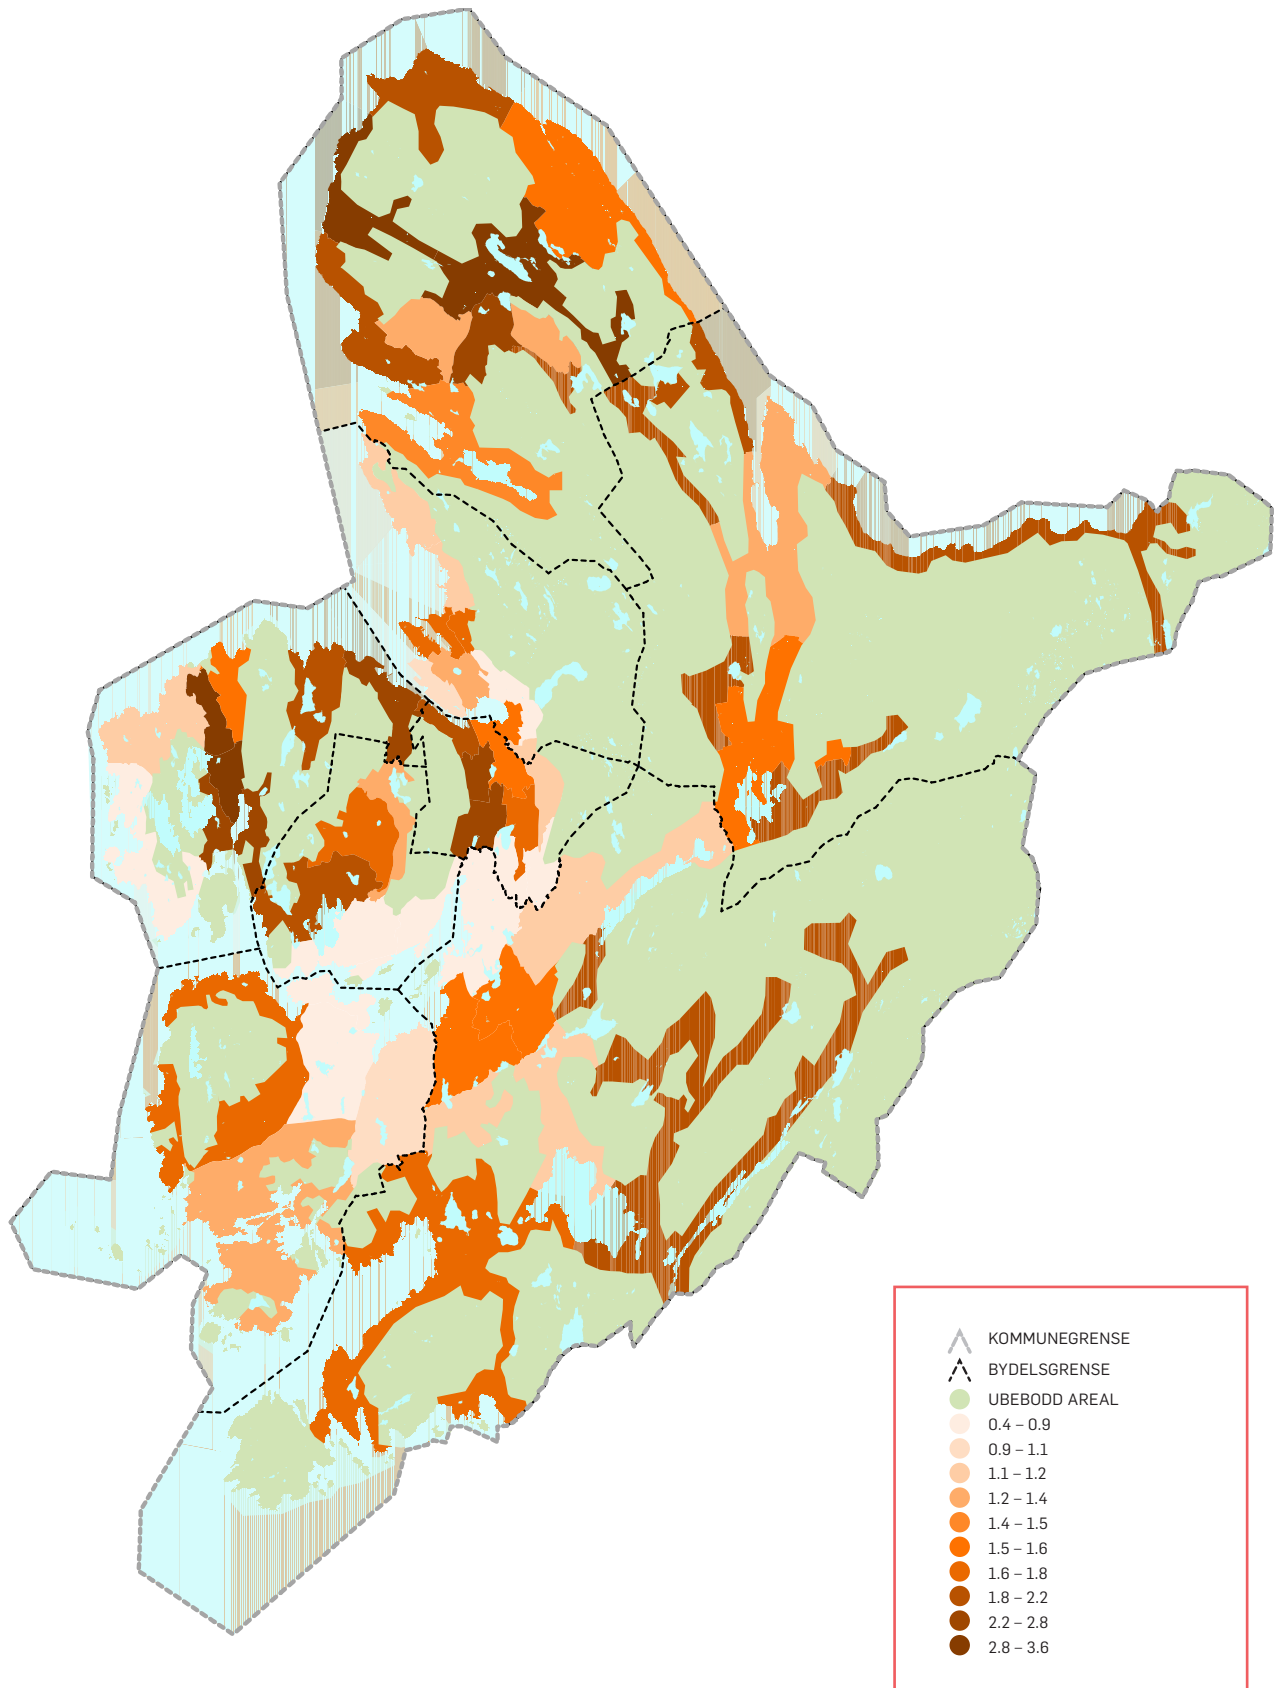 KOMMUNEGRENSE
BYDELSGRENSE
UBEBODD AREAL
0.4 – 0.9
0.9 – 1.1
1.1 – 1.2
1.2 – 1.4
1.4 – 1.5
1.5 – 1.6
1.6 – 1.8
1.8 – 2.2
2.2 – 2.8
2.8 – 3.6